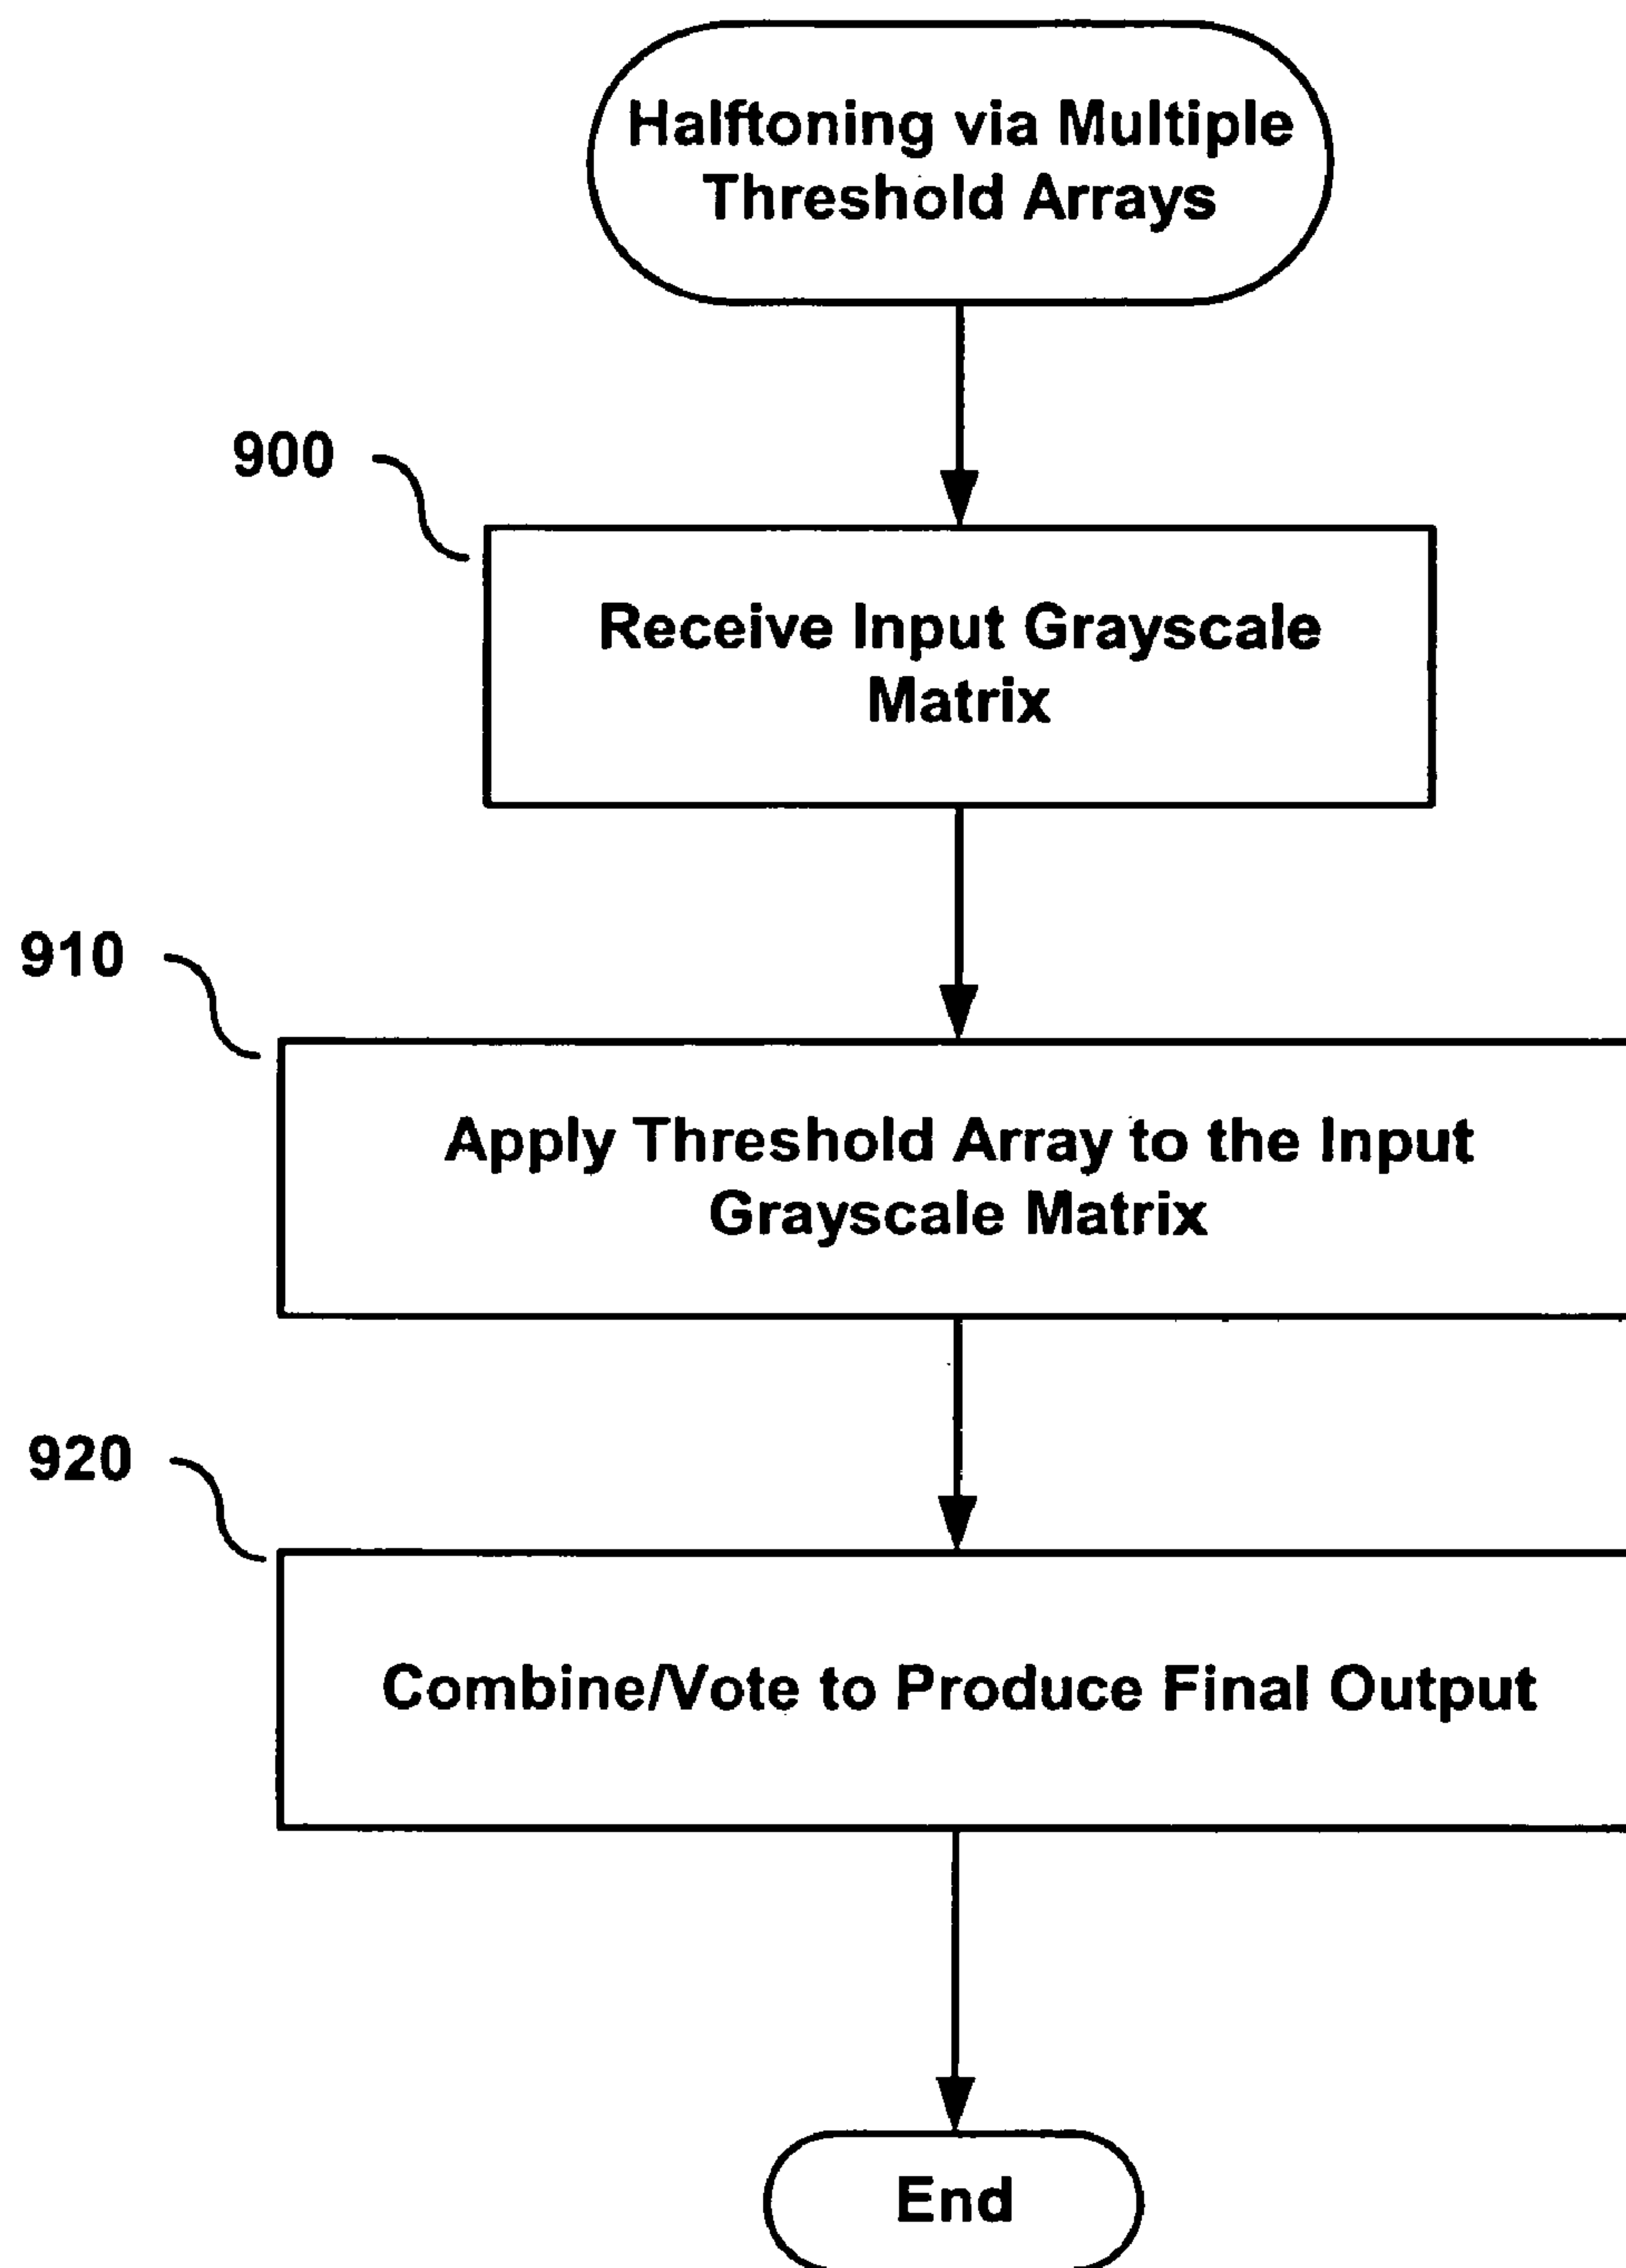 Halftoning via Multiple
Threshold Arrays
900
Receive Input Grayscale
Matrix
910
Apply Threshold Array to the Input
Grayscale Matrix
920
Combine/Vote to Produce Final Output
End